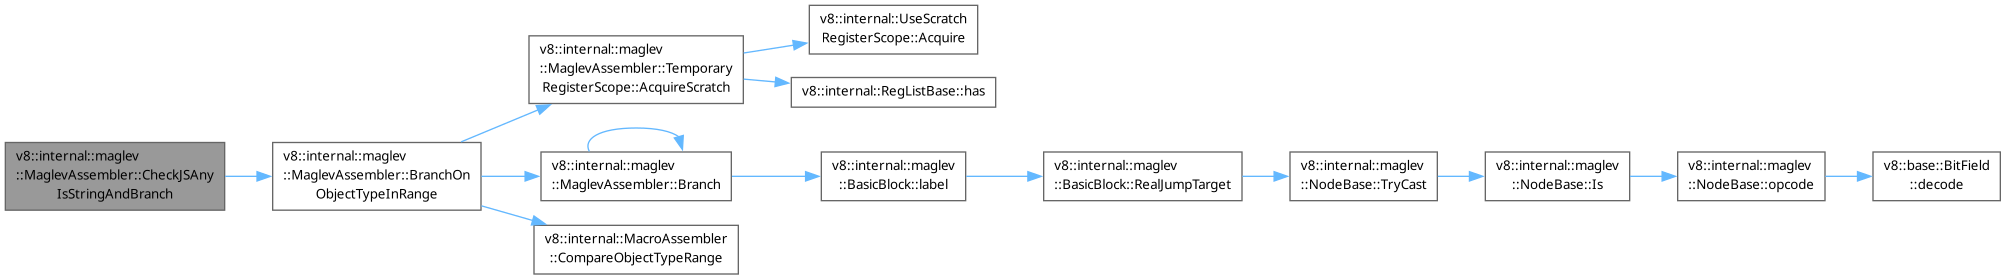 v8::internal::maglev
::MaglevAssembler::CheckJSAny
IsStringAndBranch
v8::internal::maglev
::MaglevAssembler::BranchOn
ObjectTypeInRange
v8::internal::maglev
::MaglevAssembler::Temporary
RegisterScope::AcquireScratch
v8::internal::UseScratch
RegisterScope::Acquire
v8::internal::RegListBase::has
v8::internal::maglev
::MaglevAssembler::Branch
v8::internal::maglev
::BasicBlock::label
v8::internal::maglev
::BasicBlock::RealJumpTarget
v8::internal::maglev
::NodeBase::TryCast
v8::internal::maglev
::NodeBase::Is
v8::internal::maglev
::NodeBase::opcode
v8::base::BitField
::decode
v8::internal::MacroAssembler
::CompareObjectTypeRange